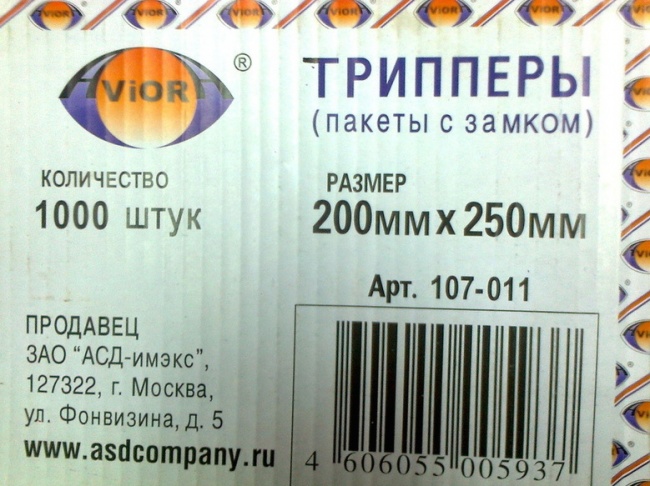 AViORA ®
ТРИППЕРЫ
(пакеты с замком)
КОЛИЧЕСТВО
1000 штук
РАЗМЕР
200мм х 250мм
Арт. 107-011
ПРОДАВЕЦ
ЗАО "АСД-имэкс",
127322, г. Москва,
ул. Фонвизина, д. 5
www.asdcompany.ru
4 606055 005937